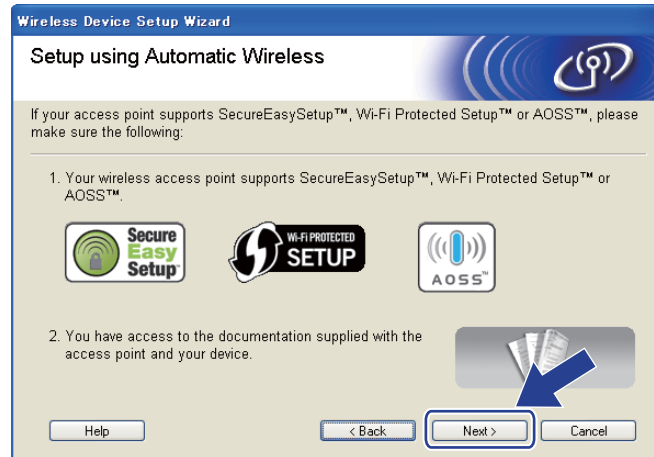 Wireless Device Setup Wizard
Setup using Automatic Wireless
If your access point supports SecureEasySetup™, Wi-Fi Protected Setup™ or AOSS™, please
make sure the following:
1. Your wireless access point supports SecureEasySetup™, Wi-Fi Protected Setup™ or
AOSS™.
Secure
Easy
Setup™
Wi-Fi PROTECTED
SETUP
AOSS™
2. You have access to the documentation supplied with the
access point and your device.
Help
< Back
Next >
Cancel